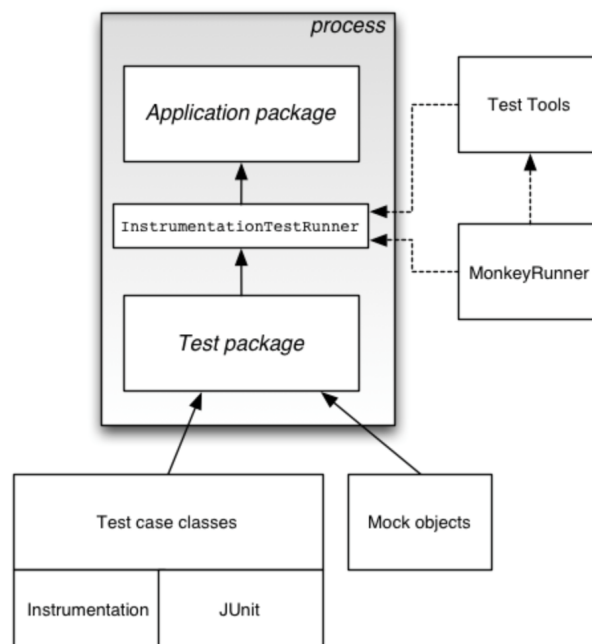 process
Application package
Test Tools
InstrumentationTestRunner
MonkeyRunner
Test package
Test case classes
Mock objects
Instrumentation
JUnit